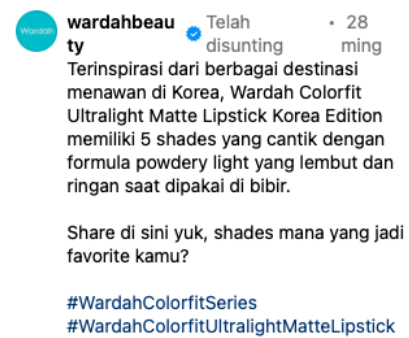 Wardah
wardahbeau
ty
Telah
disunting
• 28
ming
Terinspirasi dari berbagai destinasi
menawan di Korea, Wardah Colorfit
Ultralight Matte Lipstick Korea Edition
memiliki 5 shades yang cantik dengan
formula powdery light yang lembut dan
ringan saat dipakai di bibir.
Share di sini yuk, shades mana yang jadi
favorite kamu?
#WardahColorfitSeries
#WardahColorfitUltralightMatteLipstick